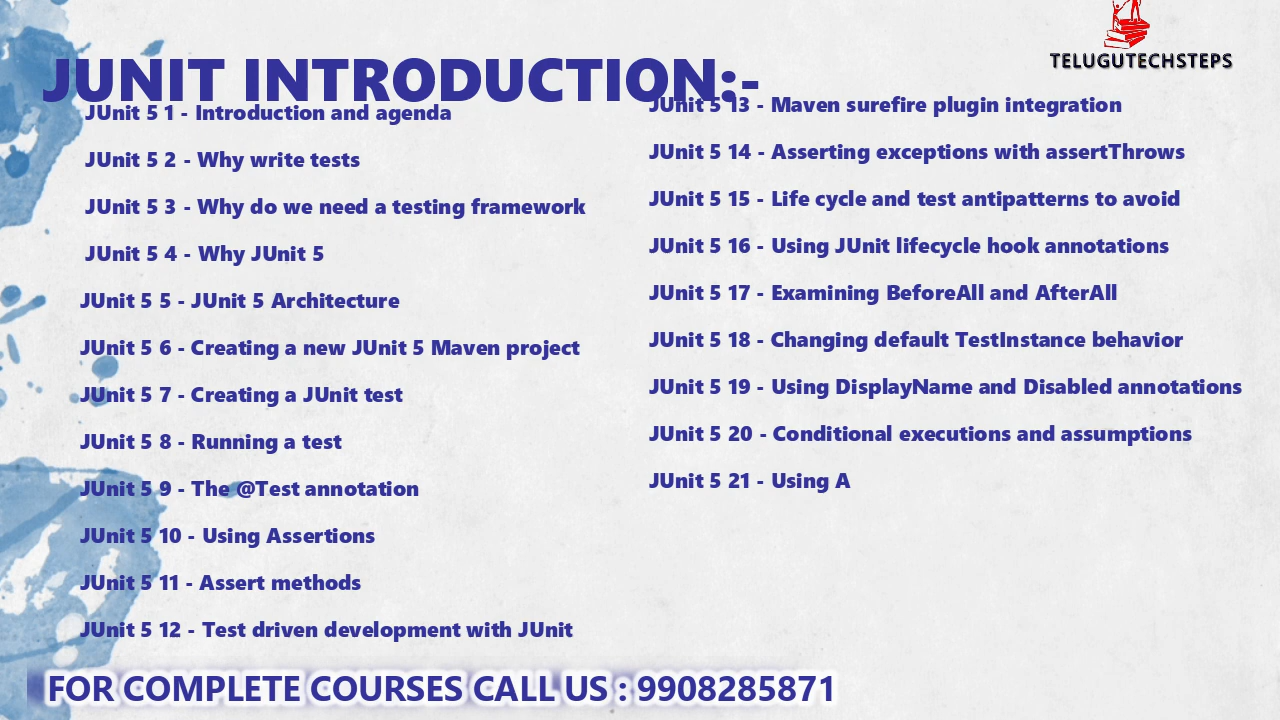 TELUGUTECHSTEPS
JUNIT INTRODUCTION:-
JUnit 5 1 - Introduction and agenda
JUnit 5 2 - Why write tests
JUnit 5 3 - Why do we need a testing framework
JUnit 5 4 - Why JUnit 5
JUnit 5 5 - JUnit 5 Architecture
JUnit 5 6 - Creating a new JUnit 5 Maven project
JUnit 5 7 - Creating a JUnit test
JUnit 5 8 - Running a test
JUnit 5 9 - The @Test annotation
JUnit 5 10 - Using Assertions
JUnit 5 11 - Assert methods
JUnit 5 12 - Test driven development with JUnit
JUnit 5 13 - Maven surefire plugin integration
JUnit 5 14 - Asserting exceptions with assertThrows
JUnit 5 15 - Life cycle and test antipatterns to avoid
JUnit 5 16 - Using JUnit lifecycle hook annotations
JUnit 5 17 - Examining BeforeAll and AfterAll
JUnit 5 18 - Changing default TestInstance behavior
JUnit 5 19 - Using DisplayName and Disabled annotations
JUnit 5 20 - Conditional executions and assumptions
JUnit 5 21 - Using A
FOR COMPLETE COURSES CALL US : 9908285871